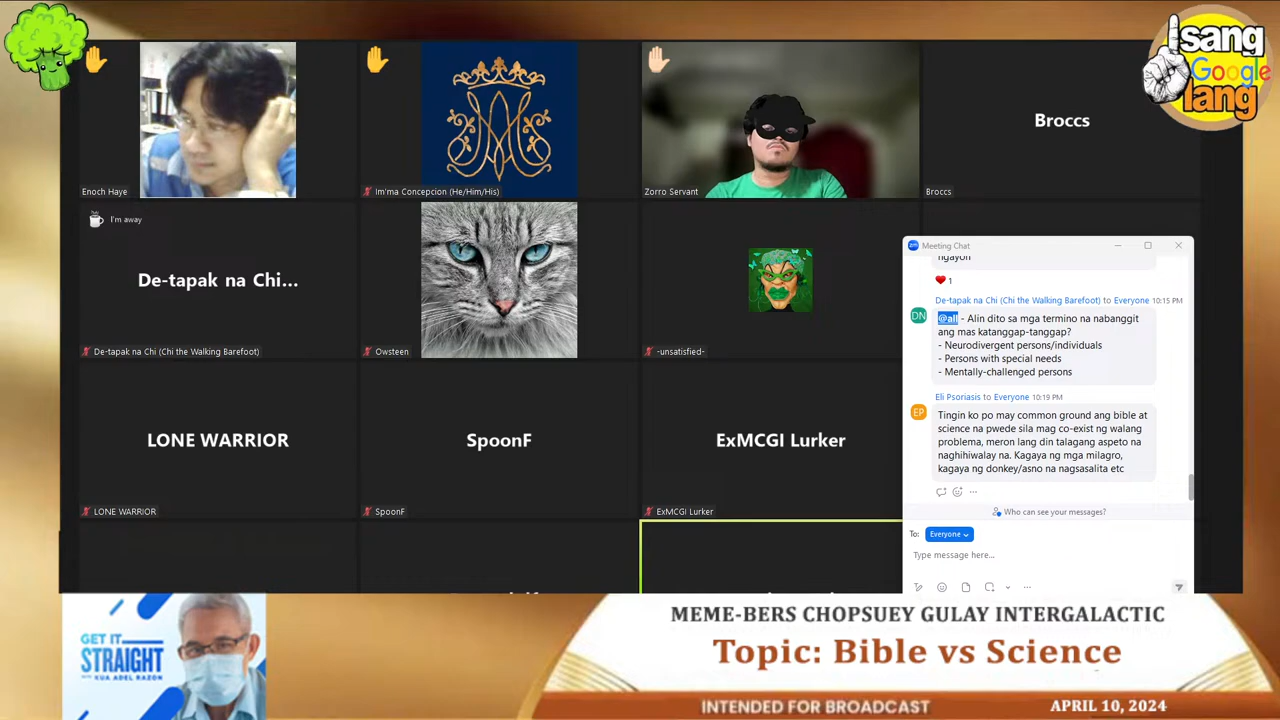 Isang
Google
lang
Enoch Haye
Im'ma Concepcion (He/Him/His)
Zorro Servant
Broccs
Broccs
I'm away
De-tapak na Chi...
De-tapak na Chi (Chi the Walking Barefoot)
Owsteen
-unsatisfied-
LONE WARRIOR
LONE WARRIOR
SpoonF
SpoonF
ExMCGI Lurker
ExMCGI Lurker
zm Meeting Chat
ngayon
1
De-tapak na Chi (Chi the Walking Barefoot) to Everyone 10:15 PM
DN
@all - Alin dito sa mga termino na nabanggit
ang mas katanggap-tanggap?
- Neurodivergent persons/individuals
- Persons with special needs
- Mentally-challenged persons
Eli Psoriasis to Everyone 10:19 PM
EP
Tingin ko po may common ground ang bible at
science na pwede sila mag co-exist ng walang
problema, meron lang din talagang aspeto na
naghihiwalay na. Kagaya ng mga milagro,
kagaya ng donkey/asno na nagsasalita etc
Who can see your messages?
To: Everyone
Type message here...
GET IT
STRAIGHT
WITH KUA ADEL RAZON
MEME-BERS CHOPSUEY GULAY INTERGALACTIC
Topic: Bible vs Science
INTENDED FOR BROADCAST
APRIL 10, 2024